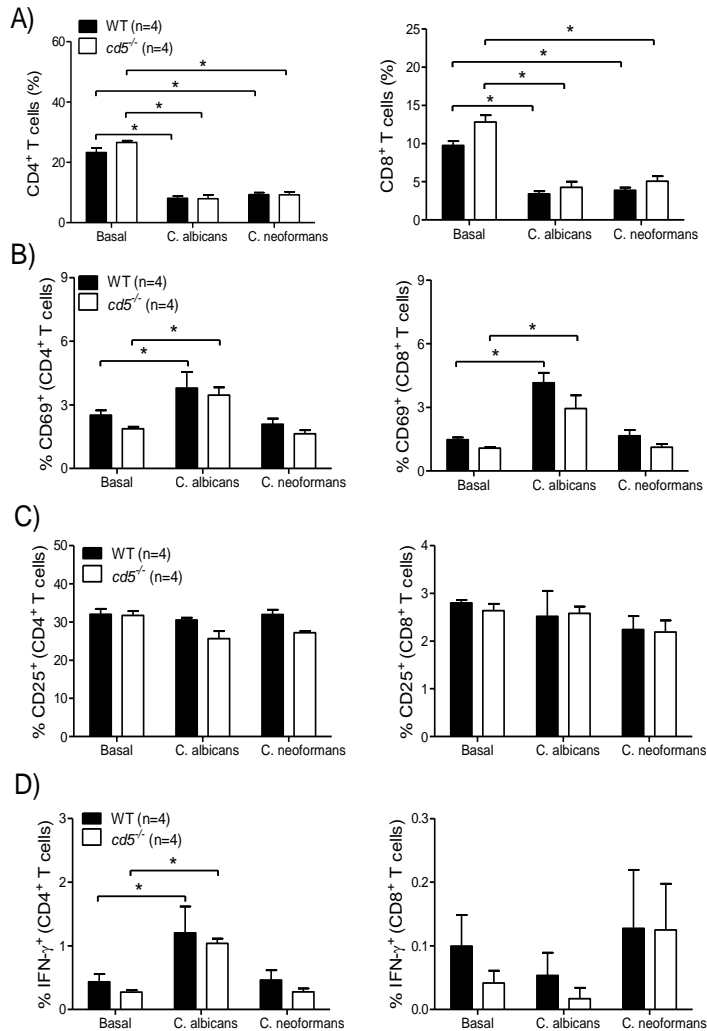 A)
WT (n=4)
cd5-/- (n=4)
CD4+ T cells (%)
60
40
20
0
*
*
*
*
Basal
C. albicans
C. neoformans
CD8+ T cells (%)
25
20
15
10
5
0
*
*
*
*
Basal
C. albicans
C. neoformans
B)
WT (n=4)
cd5-/- (n=4)
% CD69+ (CD4+ T cells)
9
6
3
0
*
*
Basal
C. albicans
C. neoformans
% CD69+ (CD8+ T cells)
9
6
3
0
*
*
Basal
C. albicans
C. neoformans
C)
WT (n=4)
cd5-/- (n=4)
% CD25+ (CD4+ T cells)
50
40
30
20
10
0
Basal
C. albicans
C. neoformans
% CD25+ (CD8+ T cells)
4
3
2
1
0
Basal
C. albicans
C. neoformans
D)
WT (n=4)
cd5-/- (n=4)
% IFN-γ+ (CD4+ T cells)
3
2
1
0
*
*
Basal
C. albicans
C. neoformans
% IFN-γ+ (CD8+ T cells)
0.3
0.2
0.1
0.0
Basal
C. albicans
C. neoformans